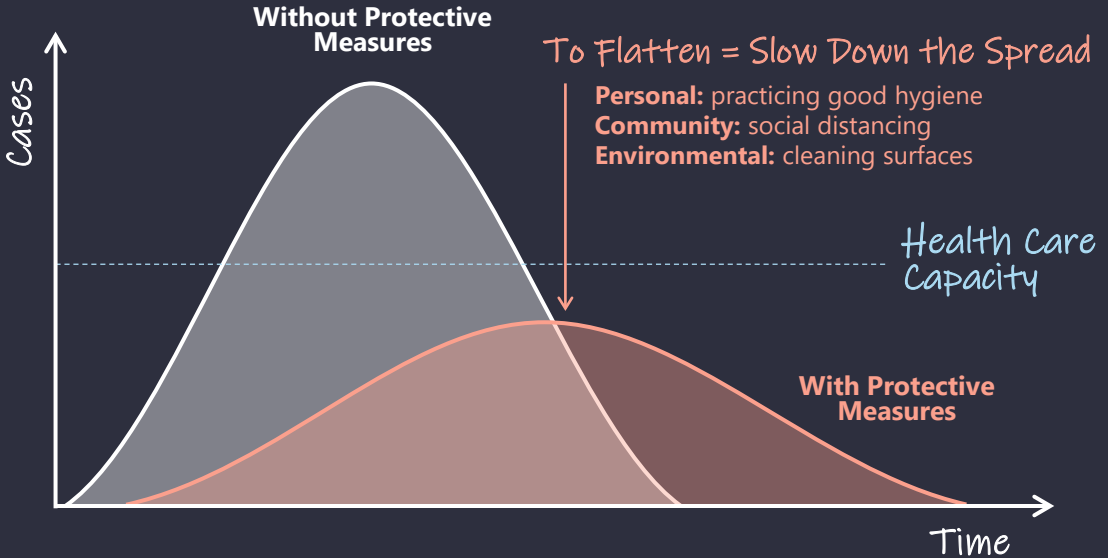 Without Protective
Measures
To Flatten = Slow Down the Spread
Personal: practicing good hygiene
Community: social distancing
Environmental: cleaning surfaces
Cases
Health Care
Capacity
With Protective
Measures
Time